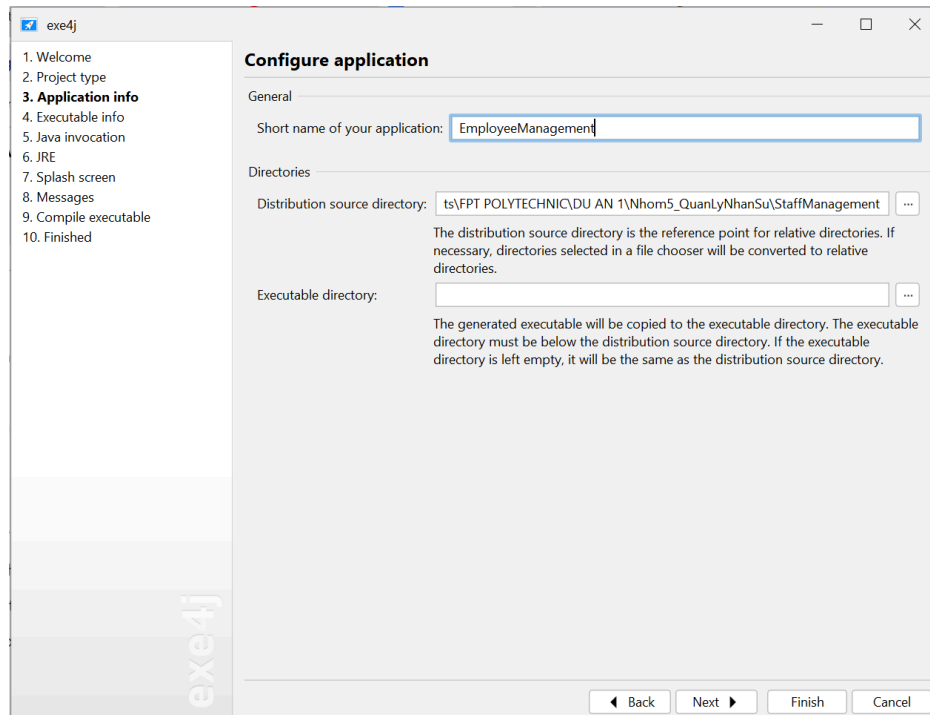 exe4j
1. Welcome
2. Project type
3. Application info
4. Executable info
5. Java invocation
6. JRE
7. Splash screen
8. Messages
9. Compile executable
10. Finished
exe4j
Configure application
General
Short name of your application: EmployeeManagement
Directories
Distribution source directory: ts\FPT POLYTECHNIC\DU AN 1\Nhom5_QuanLyNhanSu\StaffManagement ...
The distribution source directory is the reference point for relative directories. If
necessary, directories selected in a file chooser will be converted to relative
directories.
Executable directory: ...
The generated executable will be copied to the executable directory. The executable
directory must be below the distribution source directory. If the executable
directory is left empty, it will be the same as the distribution source directory.
Back Next Finish Cancel